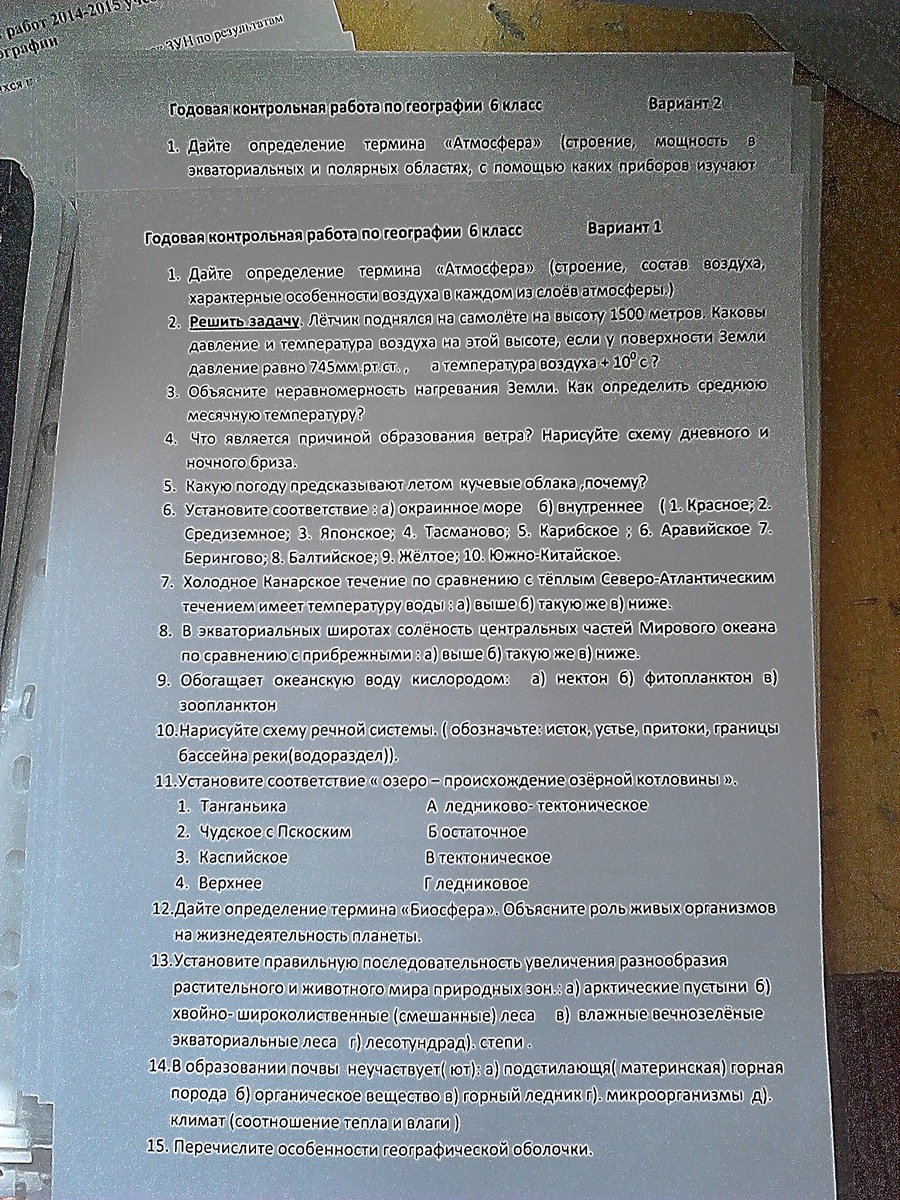 работ 2014-2015
ЗУН по результатам
Годовая контрольная работа по географии 6 класс Вариант 2
1. Дайте определение термина «Атмосфера» (строение, мощность в
экваториальных и полярных областях, с помощью каких приборов изучают
Годовая контрольная работа по географии 6 класс Вариант 1
1. Дайте определение термина «Атмосфера» (строение, состав воздуха,
характерные особенности воздуха в каждом из слоёв атмосферы.)
2. Решить задачу. Лётчик поднялся на самолёте на высоту 1500 метров. Каковы
давление и температура воздуха на этой высоте, если у поверхности Земли
давление равно 745мм.рт.ст. , а температура воздуха + 10⁰ с ?
3. Объясните неравномерность нагревания Земли. Как определить среднюю
месячную температуру?
4. Что является причиной образования ветра? Нарисуйте схему дневного и
ночного бриза.
5. Какую погоду предсказывают летом кучевые облака ,почему?
6. Установите соответствие : а) окраинное море б) внутреннее ( 1. Красное; 2.
Средиземное; 3. Японское; 4. Тасманово; 5. Карибское ; 6. Аравийское 7.
Берингово; 8. Балтийское; 9. Жёлтое; 10. Южно-Китайское.
7. Холодное Канарское течение по сравнению с тёплым Северо-Атлантическим
течением имеет температуру воды : а) выше б) такую же в) ниже.
8. В экваториальных широтах солёность центральных частей Мирового океана
по сравнению с прибрежными : а) выше б) такую же в) ниже.
9. Обогащает океанскую воду кислородом: а) нектон б) фитопланктон в)
зоопланктон
10.Нарисуйте схему речной системы. ( обозначьте: исток, устье, притоки, границы
бассейна реки(водораздел)).
11.Установите соответствие « озеро – происхождение озёрной котловины ».
1. Танганьика А ледниково- тектоническое
2. Чудское с Пскоским Б остаточное
3. Каспийское В тектоническое
4. Верхнее Г ледниковое
12.Дайте определение термина «Биосфера». Объясните роль живых организмов
на жизнедеятельность планеты.
13.Установите правильную последовательность увеличения разнообразия
растительного и животного мира природных зон.: а) арктические пустыни б)
хвойно- широколиственные (смешанные) леса в) влажные вечнозелёные
экваториальные леса г) лесотундрад). степи .
14.В образовании почвы неучаствует( ют): а) подстилающя( материнская) горная
порода б) органическое вещество в) горный ледник г). микроорганизмы д).
климат (соотношение тепла и влаги )
15. Перечислите особенности географической оболочки.